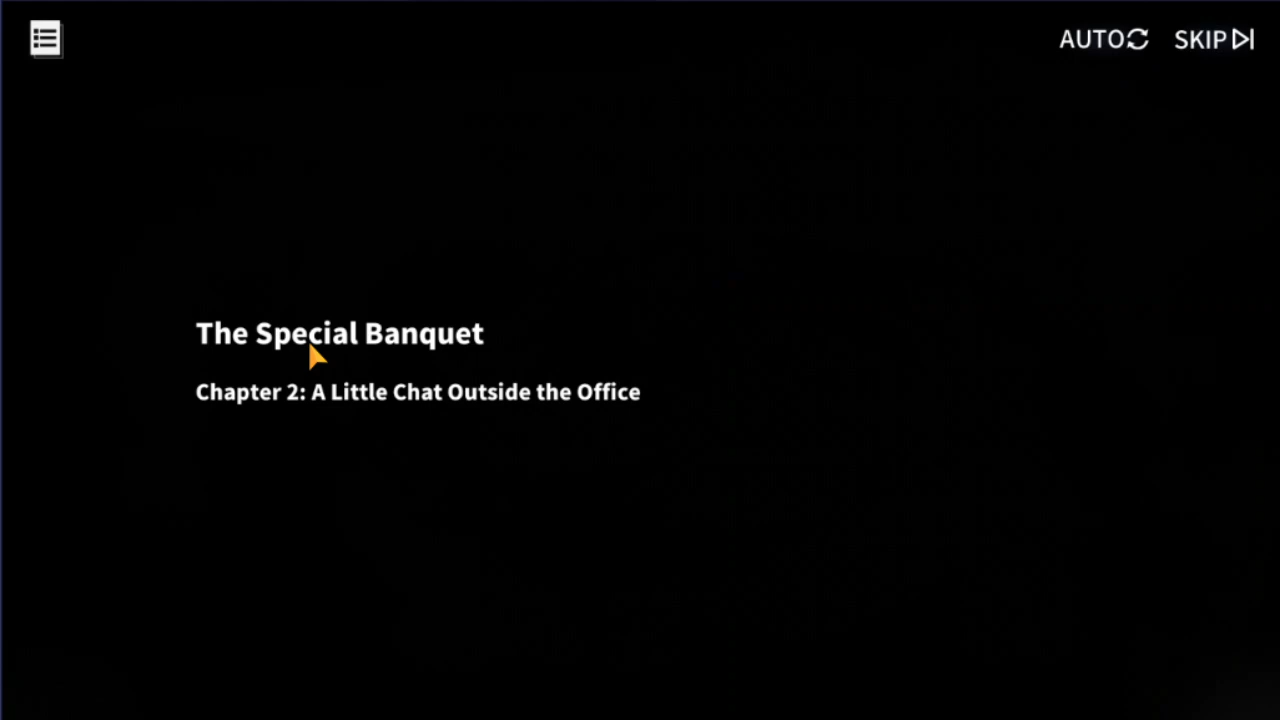 AUTO SKIP
The Special Banquet
Chapter 2: A Little Chat Outside the Office